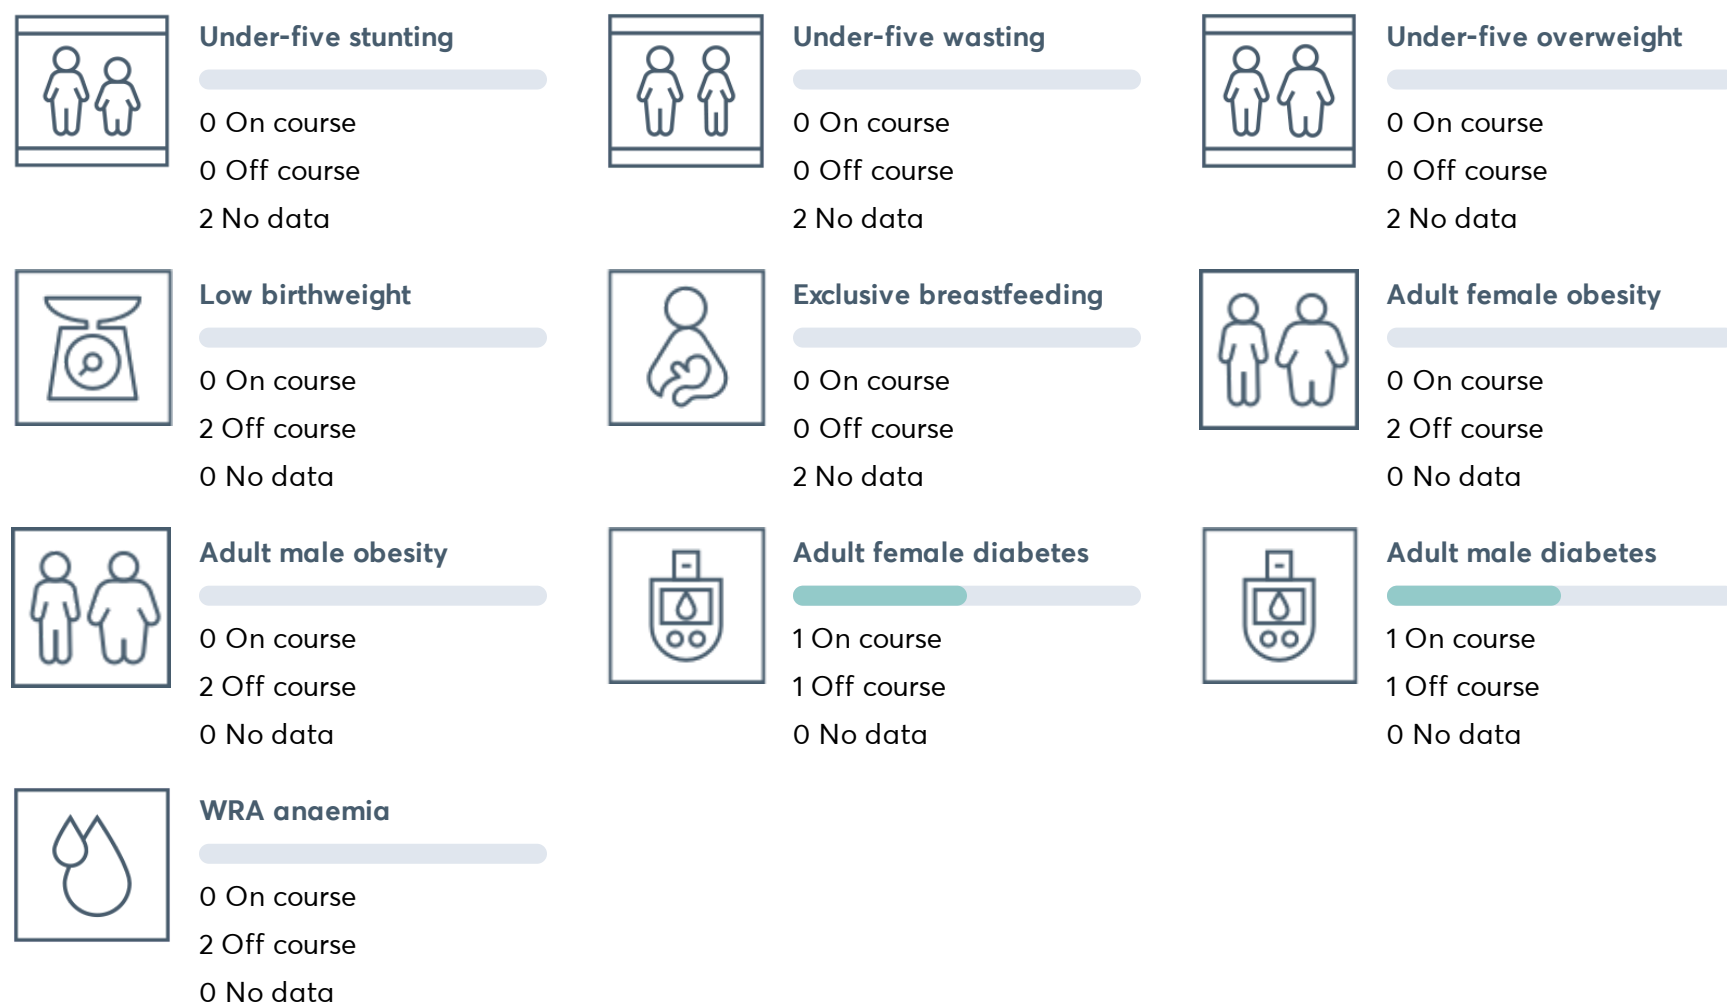 Under-five stunting
0 On course
0 Off course
2 No data
Under-five wasting
0 On course
0 Off course
2 No data
Under-five overweight
0 On course
0 Off course
2 No data
Low birthweight
0 On course
2 Off course
0 No data
Exclusive breastfeeding
0 On course
0 Off course
2 No data
Adult female obesity
0 On course
2 Off course
0 No data
Adult male obesity
0 On course
2 Off course
0 No data
Adult female diabetes
1 On course
1 Off course
0 No data
Adult male diabetes
1 On course
1 Off course
0 No data
WRA anaemia
0 On course
2 Off course
0 No data